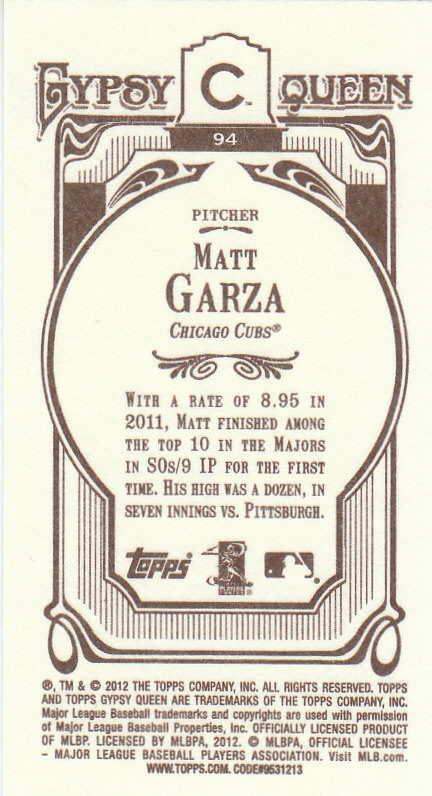 GYPSY C™ QUEEN
94
PITCHER
MATT
GARZA
CHICAGO CUBS®
WITH A RATE OF 8.95 IN
2011, MATT FINISHED AMONG
THE TOP 10 IN THE MAJORS
IN SOS/9 IP FOR THE FIRST
TIME. HIS HIGH WAS A DOZEN, IN
SEVEN INNINGS VS. PITTSBURGH.
Topps®
®, TM & © 2012 THE TOPPS COMPANY, INC. ALL RIGHTS RESERVED. TOPPS
AND TOPPS GYPSY QUEEN ARE TRADEMARKS OF THE TOPPS COMPANY, INC.
Major League Baseball trademarks and copyrights are used with permission
of Major League Baseball Properties, Inc. OFFICIALLY LICENSED PRODUCT
OF MLBP. LICENSED BY MLBPA, 2012. © MLBPA, OFFICIAL LICENSEE
– MAJOR LEAGUE BASEBALL PLAYERS ASSOCIATION. Visit MLB.com.
WWW.TOPPS.COM. CODE#9531213